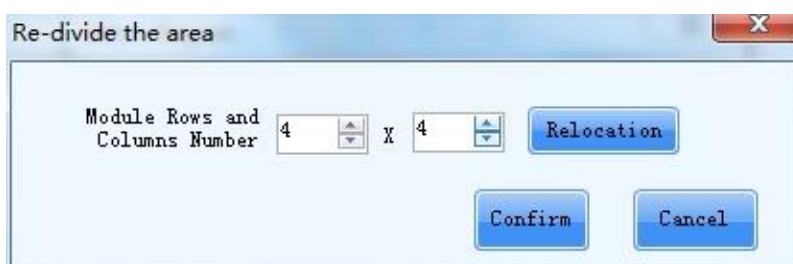 Re-divide the area
X
Module Rows and
Columns Number
4 X 4
Relocation
Confirm Cancel